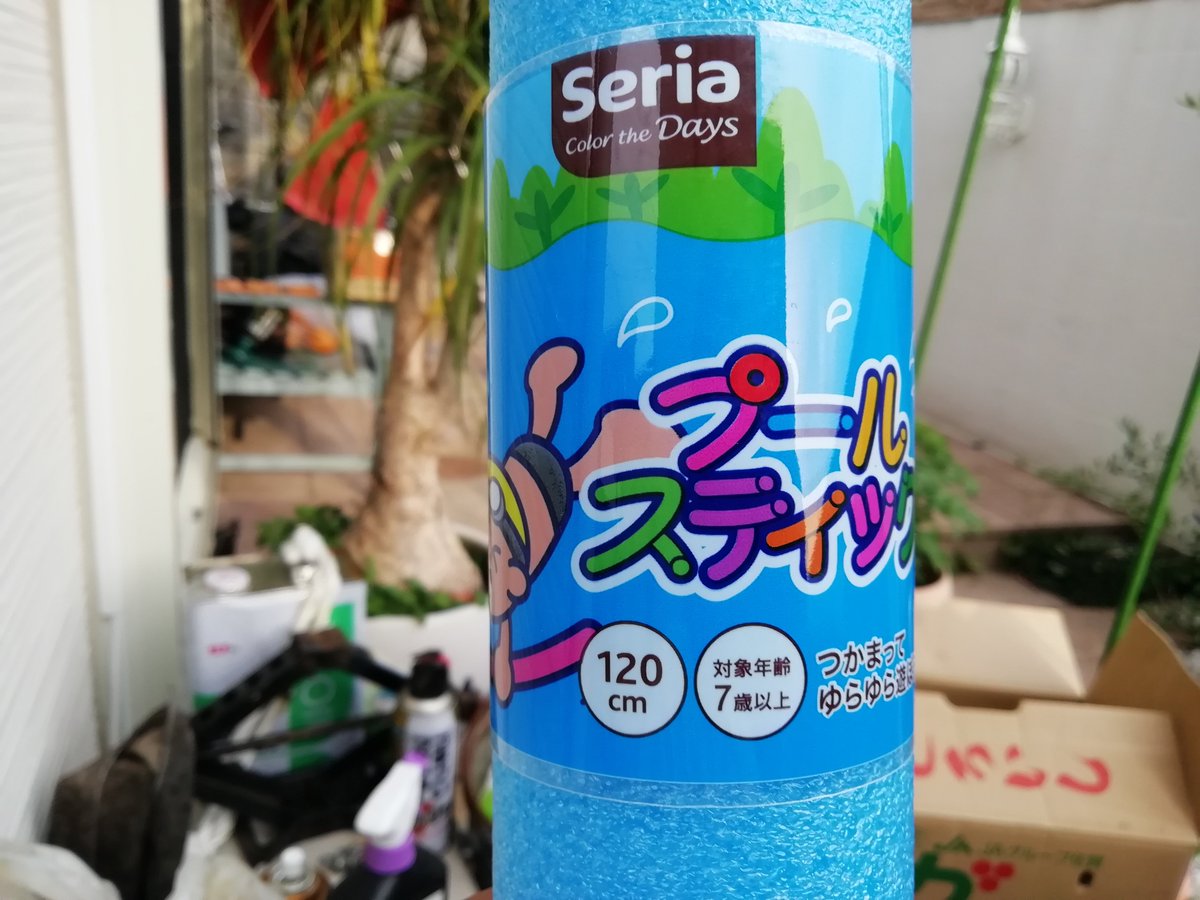 Seria
Color the Days
プール
スティック
120
cm
対象年齢
7歳以上
つかまって
ゆらゆら遊